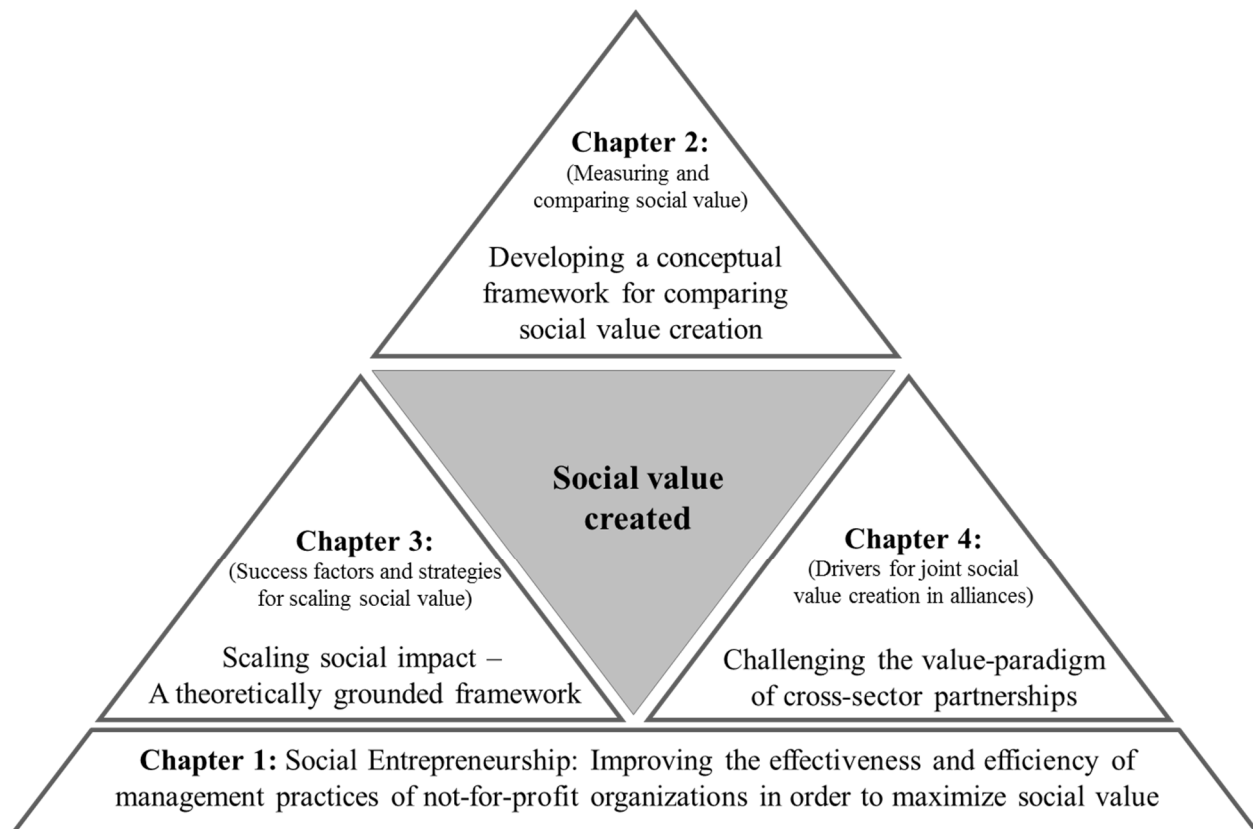 Chapter 2:
(Measuring and
comparing social value)
Developing a conceptual
framework for comparing
social value creation
Social value
created
Chapter 3:
(Success factors and strategies
for scaling social value)
Scaling social impact –
A theoretically grounded framework
Chapter 4:
(Drivers for joint social
value creation in alliances)
Challenging the value-paradigm
of cross-sector partnerships
Chapter 1: Social Entrepreneurship: Improving the effectiveness and efficiency of
management practices of not-for-profit organizations in order to maximize social value